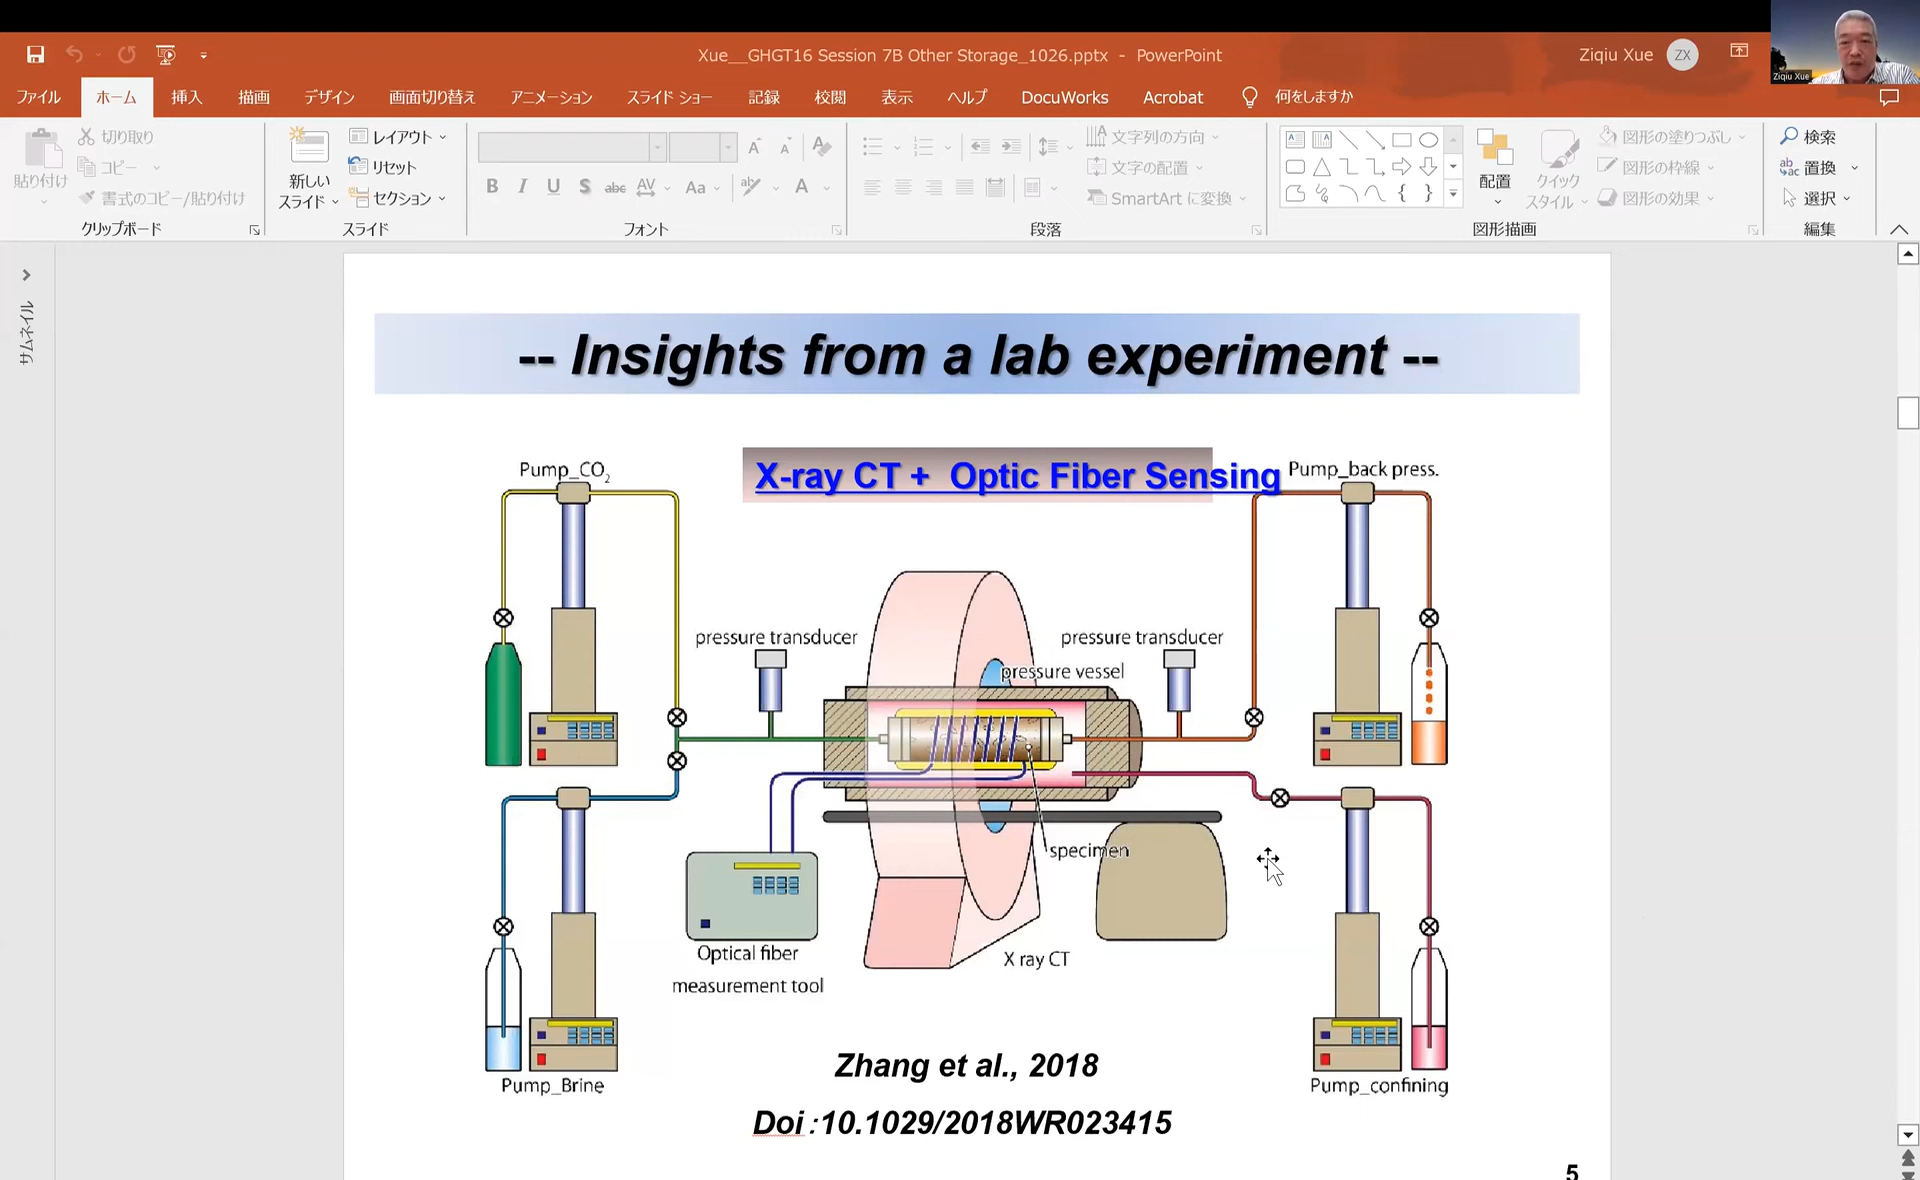 Xue__GHGT16 Session 7B Other Storage_1026.pptx - PowerPoint
Ziqiu Xue
ZX
Ziqiu Xue
ファイル ホーム 挿入 描画 デザイン 画面切り替え アニメーション スライド ショー 記録 校閲 表示 ヘルプ DocuWorks Acrobat 何をしますか
貼り付け
切り取り
コピー
書式のコピー/貼り付け
クリップボード
新しい
スライド
レイアウト
リセット
セクション
スライド
B I U S abc AV Aa A
フォント
文字列の方向
文字の配置
SmartArt に変換
段落
配置
クイック
スタイル
図形の塗りつぶし
図形の枠線
図形の効果
図形描画
検索
置換
選択
編集
サムネイル
-- Insights from a lab experiment --
X-ray CT + Optic Fiber Sensing
Pump_CO2
Pump_back press.
pressure transducer
pressure transducer
pressure vessel
specimen
Optical fiber
measurement tool
X ray CT
Pump_Brine
Pump_confining
Zhang et al., 2018
Doi :10.1029/2018WR023415
5